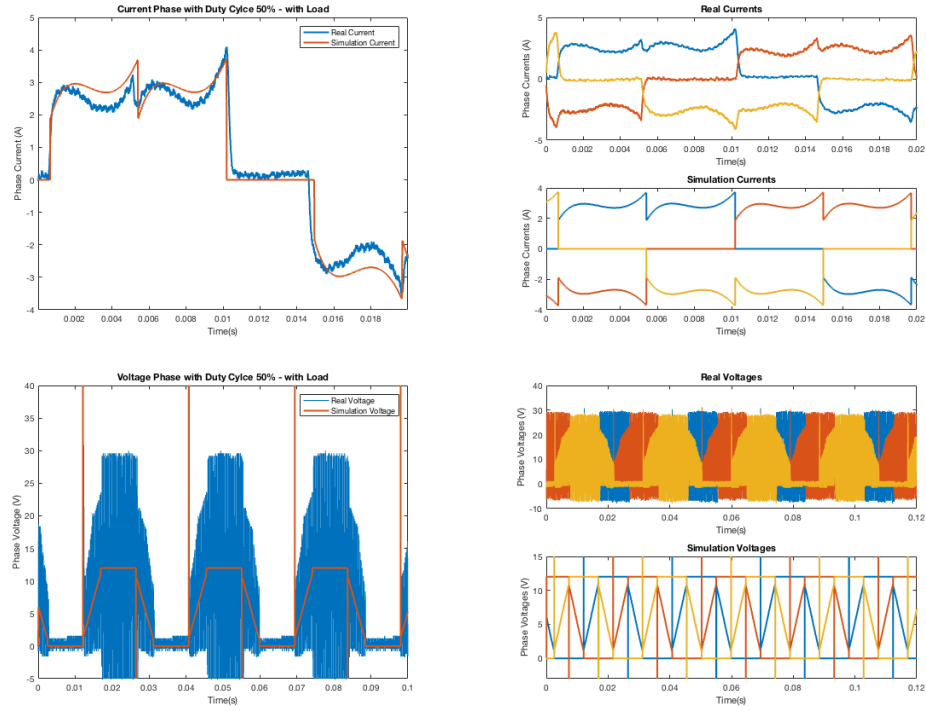 Current Phase with Duty Cylce 50% - with Load
5
4
3
2
1
0
-1
-2
-3
-4
Phase Current (A)
Real Current
Simulation Current
0.002 0.004 0.006 0.008 0.01 0.012 0.014 0.016 0.018
Time(s)
Real Currents
5
0
-5
Phase Currents (A)
0 0.002 0.004 0.006 0.008 0.01 0.012 0.014 0.016 0.018 0.02
Time(s)
Simulation Currents
4
2
0
-2
-4
Phase Currents (A)
0 0.002 0.004 0.006 0.008 0.01 0.012 0.014 0.016 0.018 0.02
Time(s)
Voltage Phase with Duty Cylce 50% - with Load
40
35
30
25
20
15
10
5
0
-5
Phase Voltage (V)
Real Voltage
Simulation Voltage
0 0.01 0.02 0.03 0.04 0.05 0.06 0.07 0.08 0.09 0.1
Time(s)
Real Voltages
40
30
20
10
0
-10
Phase Voltages (V)
0 0.02 0.04 0.06 0.08 0.1 0.12
Time(s)
Simulation Voltages
15
10
5
0
Phase Voltages (V)
0 0.02 0.04 0.06 0.08 0.1 0.12
Time(s)